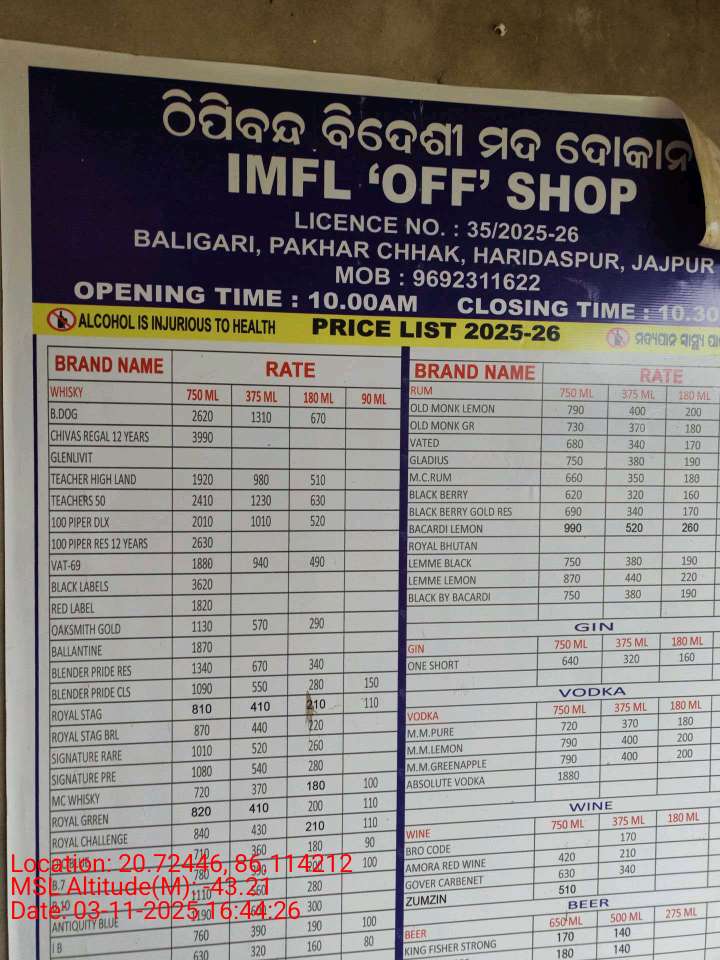 ଠିପିବନ୍ଦ ବିଦେଶୀ ମଦ ଦୋକାନ
IMFL 'OFF' SHOP
LICENCE NO. : 35/2025-26
BALIGARI, PAKHAR CHHAK, HARIDASPUR, JAJPUR
MOB : 9692311622
OPENING TIME : 10.00AM CLOSING TIME : 10.30
ALCOHOL IS INJURIOUS TO HEALTH PRICE LIST 2025-26 ମଦ୍ୟପାନ ସ୍ୱାସ୍ଥ୍ୟ
BRAND NAME RATE
WHISKY 750 ML 375 ML 180 ML 90 ML
B.DOG 2620 1310 670
CHIVAS REGAL 12 YEARS 3990
GLENLIVIT
TEACHER HIGH LAND 1920 980 510
TEACHERS 50 2410 1230 630
100 PIPER DLX 2010 1010 520
100 PIPER RES 12 YEARS 2630
VAT-69 1880 940 490
BLACK LABELS 3620
RED LABEL 1820
OAKSMITH GOLD 1130 570 290
BALLANTINE 1870
BLENDER PRIDE RES 1340 670 340
BLENDER PRIDE CLS 1090 550 280 150
ROYAL STAG 810 410 210 110
ROYAL STAG BRL 870 440 220
SIGNATURE RARE 1010 520 260
SIGNATURE PRE 1080 540 280
MC WHISKY 720 370 180 100
ROYAL GRREN 820 410 200 110
ROYAL CHALLENGE 840 430 210 110
710 360 180 90
B.7 780 390 100
B.10 1110 560 280
ANTIQUITY BLUE 1190 300
I B 760 390 190 100
630 320 160 80
BRAND NAME RATE
RUM 750 ML 375 ML 180 ML
OLD MONK LEMON 790 400 200
OLD MONK GR 730 370 180
VATED 680 340 170
GLADIUS 750 380 190
M.C.RUM 660 350 180
BLACK BERRY 620 320 160
BLACK BERRY GOLD RES 690 340 170
BACARDI LEMON 990 520 260
ROYAL BHUTAN
LEMME BLACK 750 380 190
LEMME LEMON 870 440 220
BLACK BY BACARDI 750 380 190
GIN
GIN 750 ML 375 ML 180 ML
ONE SHORT 640 320 160
VODKA
VODKA 750 ML 375 ML 180 ML
M.M.PURE 720 370 180
M.M.LEMON 790 400 200
M.M.GREENAPPLE 790 400 200
ABSOLUTE VODKA 1880
WINE
WINE 750 ML 375 ML 180 ML
BRO CODE 170
AMORA RED WINE 420 210
GOVER CARBENET 630 340
ZUMZIN 510
BEER
BEER 650 ML 500 ML 275 ML
KING FISHER STRONG 170 140
180 140
Location: 20.72446, 86.114212
MSL Altitude(M): -43.21
Date: 03-11-2025 16:44:26